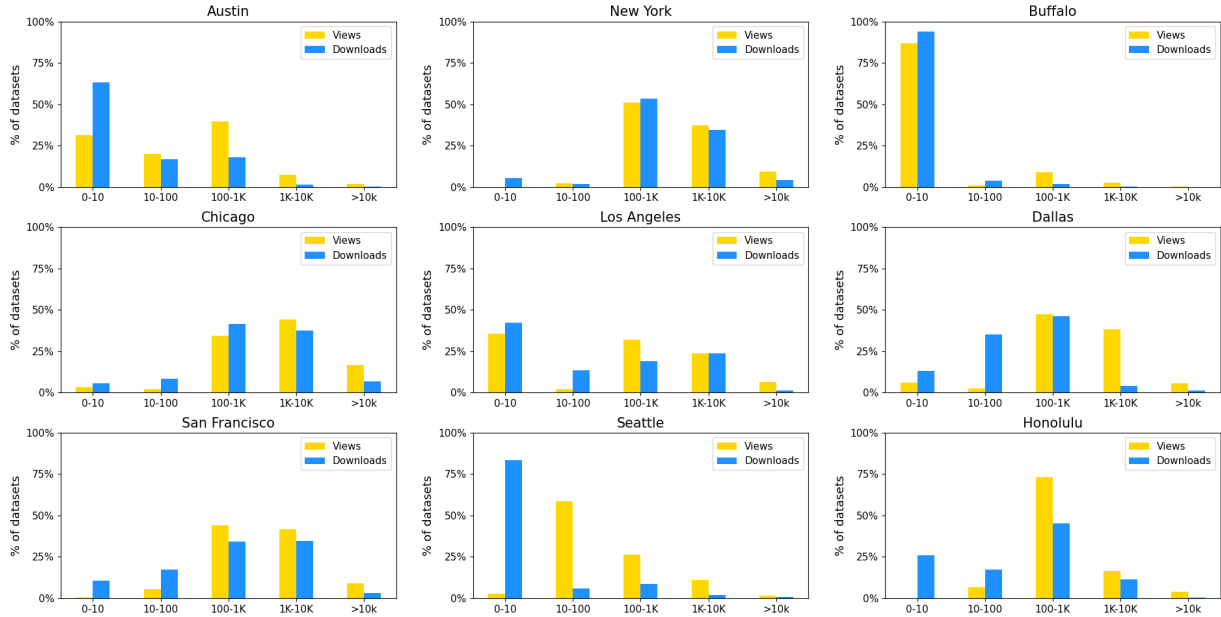 Austin
100%
75%
50%
25%
0%
% of datasets
Views
Downloads
0-10
10-100
100-1K
1K-10K
>10k
New York
100%
75%
50%
25%
0%
% of datasets
Views
Downloads
0-10
10-100
100-1K
1K-10K
>10k
Buffalo
100%
75%
50%
25%
0%
% of datasets
Views
Downloads
0-10
10-100
100-1K
1K-10K
>10k
Chicago
100%
75%
50%
25%
0%
% of datasets
Views
Downloads
0-10
10-100
100-1K
1K-10K
>10k
Los Angeles
100%
75%
50%
25%
0%
% of datasets
Views
Downloads
0-10
10-100
100-1K
1K-10K
>10k
Dallas
100%
75%
50%
25%
0%
% of datasets
Views
Downloads
0-10
10-100
100-1K
1K-10K
>10k
San Francisco
100%
75%
50%
25%
0%
% of datasets
Views
Downloads
0-10
10-100
100-1K
1K-10K
>10k
Seattle
100%
75%
50%
25%
0%
% of datasets
Views
Downloads
0-10
10-100
100-1K
1K-10K
>10k
Honolulu
100%
75%
50%
25%
0%
% of datasets
Views
Downloads
0-10
10-100
100-1K
1K-10K
>10k